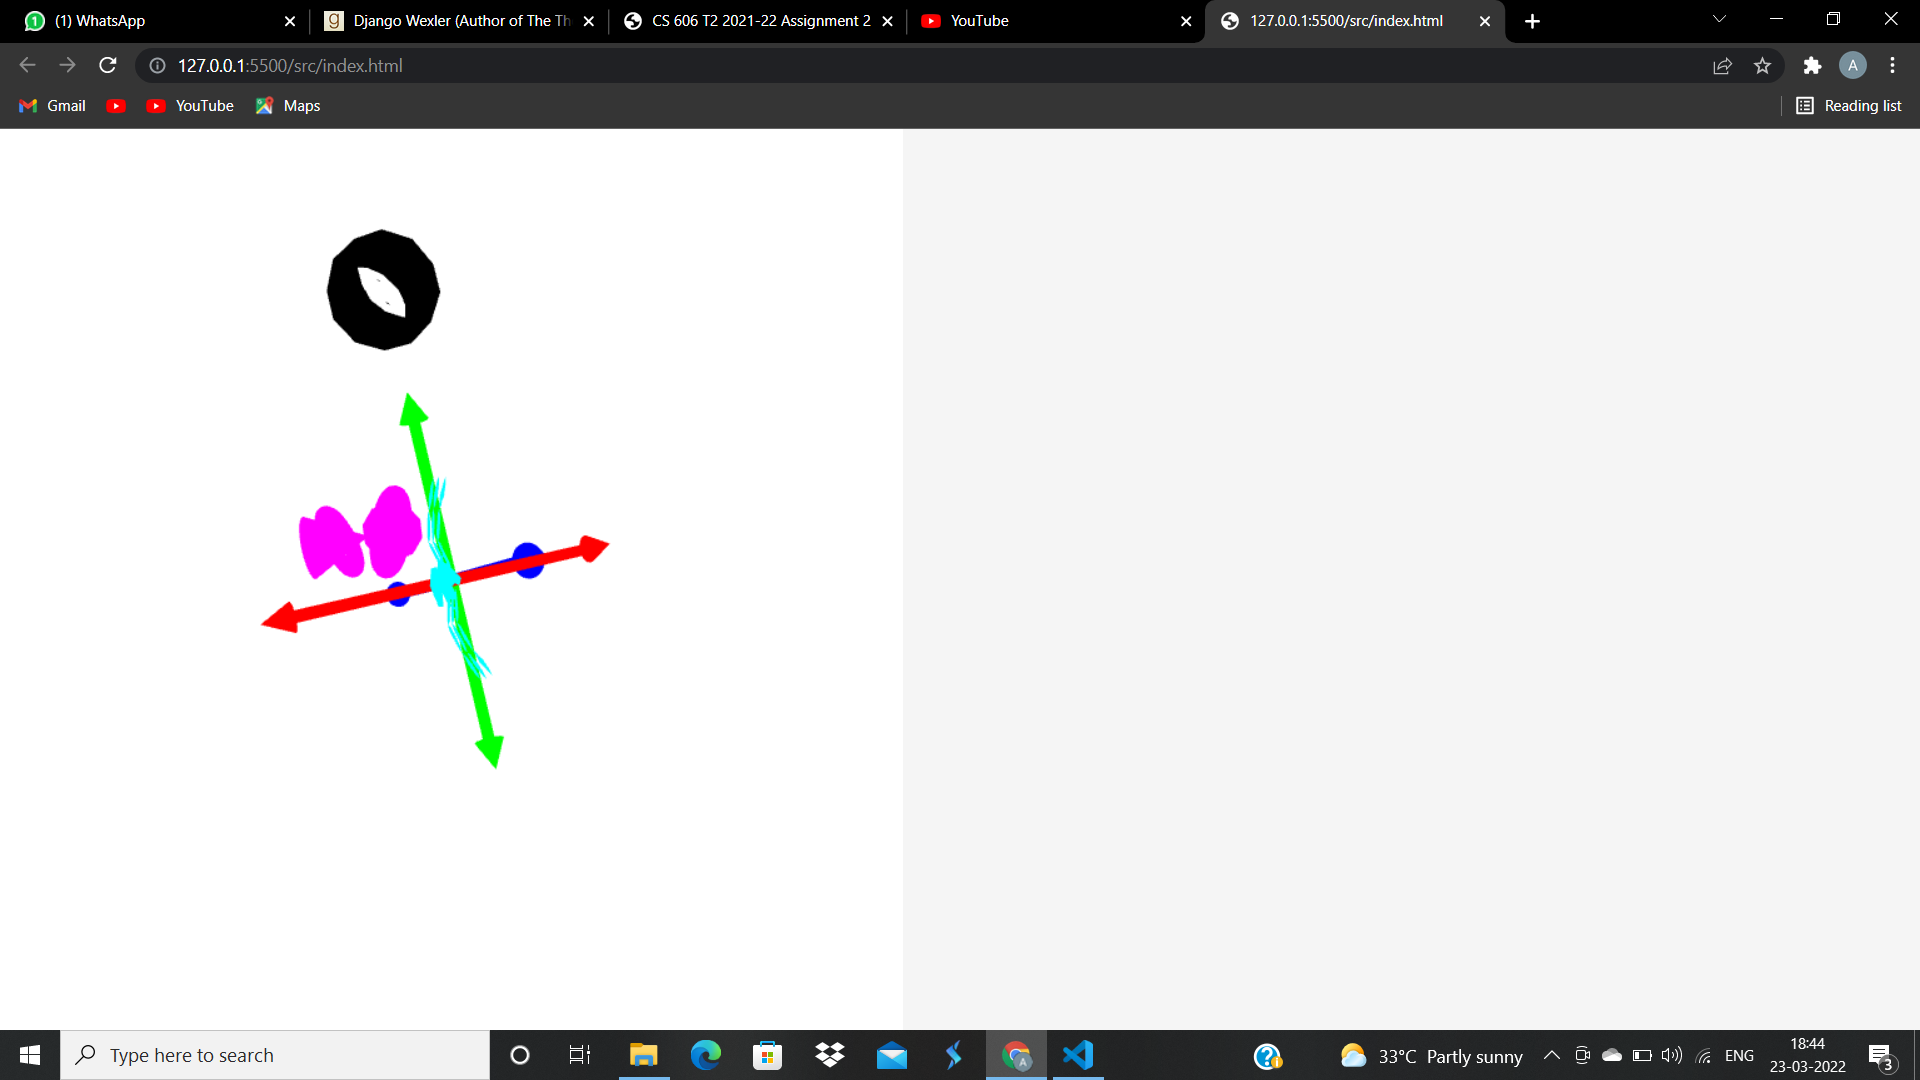 (1) WhatsApp
Django Wexler (Author of The Th
CS 606 T2 2021-22 Assignment 2
YouTube
127.0.0.1:5500/src/index.html
127.0.0.1:5500/src/index.html
A
Gmail
YouTube
Maps
Reading list
Type here to search
33°C Partly sunny
ENG
18:44
23-03-2022
3